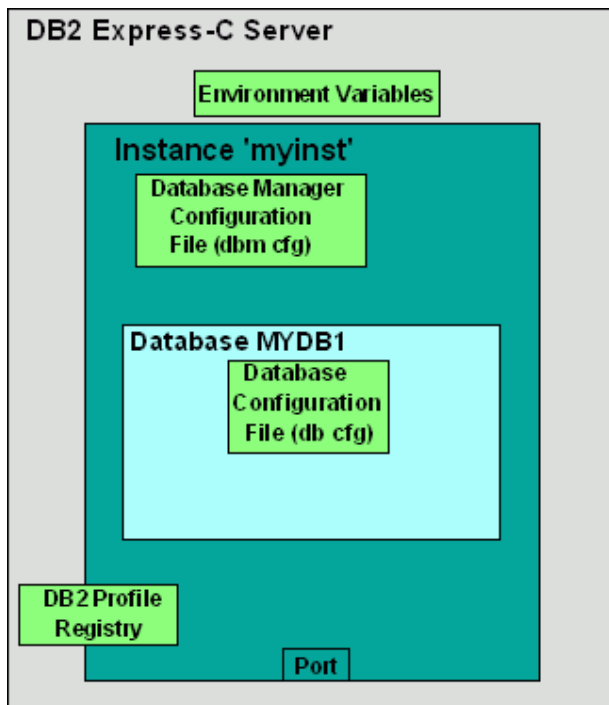 DB2 Express-C Server
Environment Variables
Instance 'myinst'
Database Manager
Configuration
File (dbm cfg)
Database MYDB1
Database
Configuration
File (db cfg)
DB2 Profile
Registry
Port